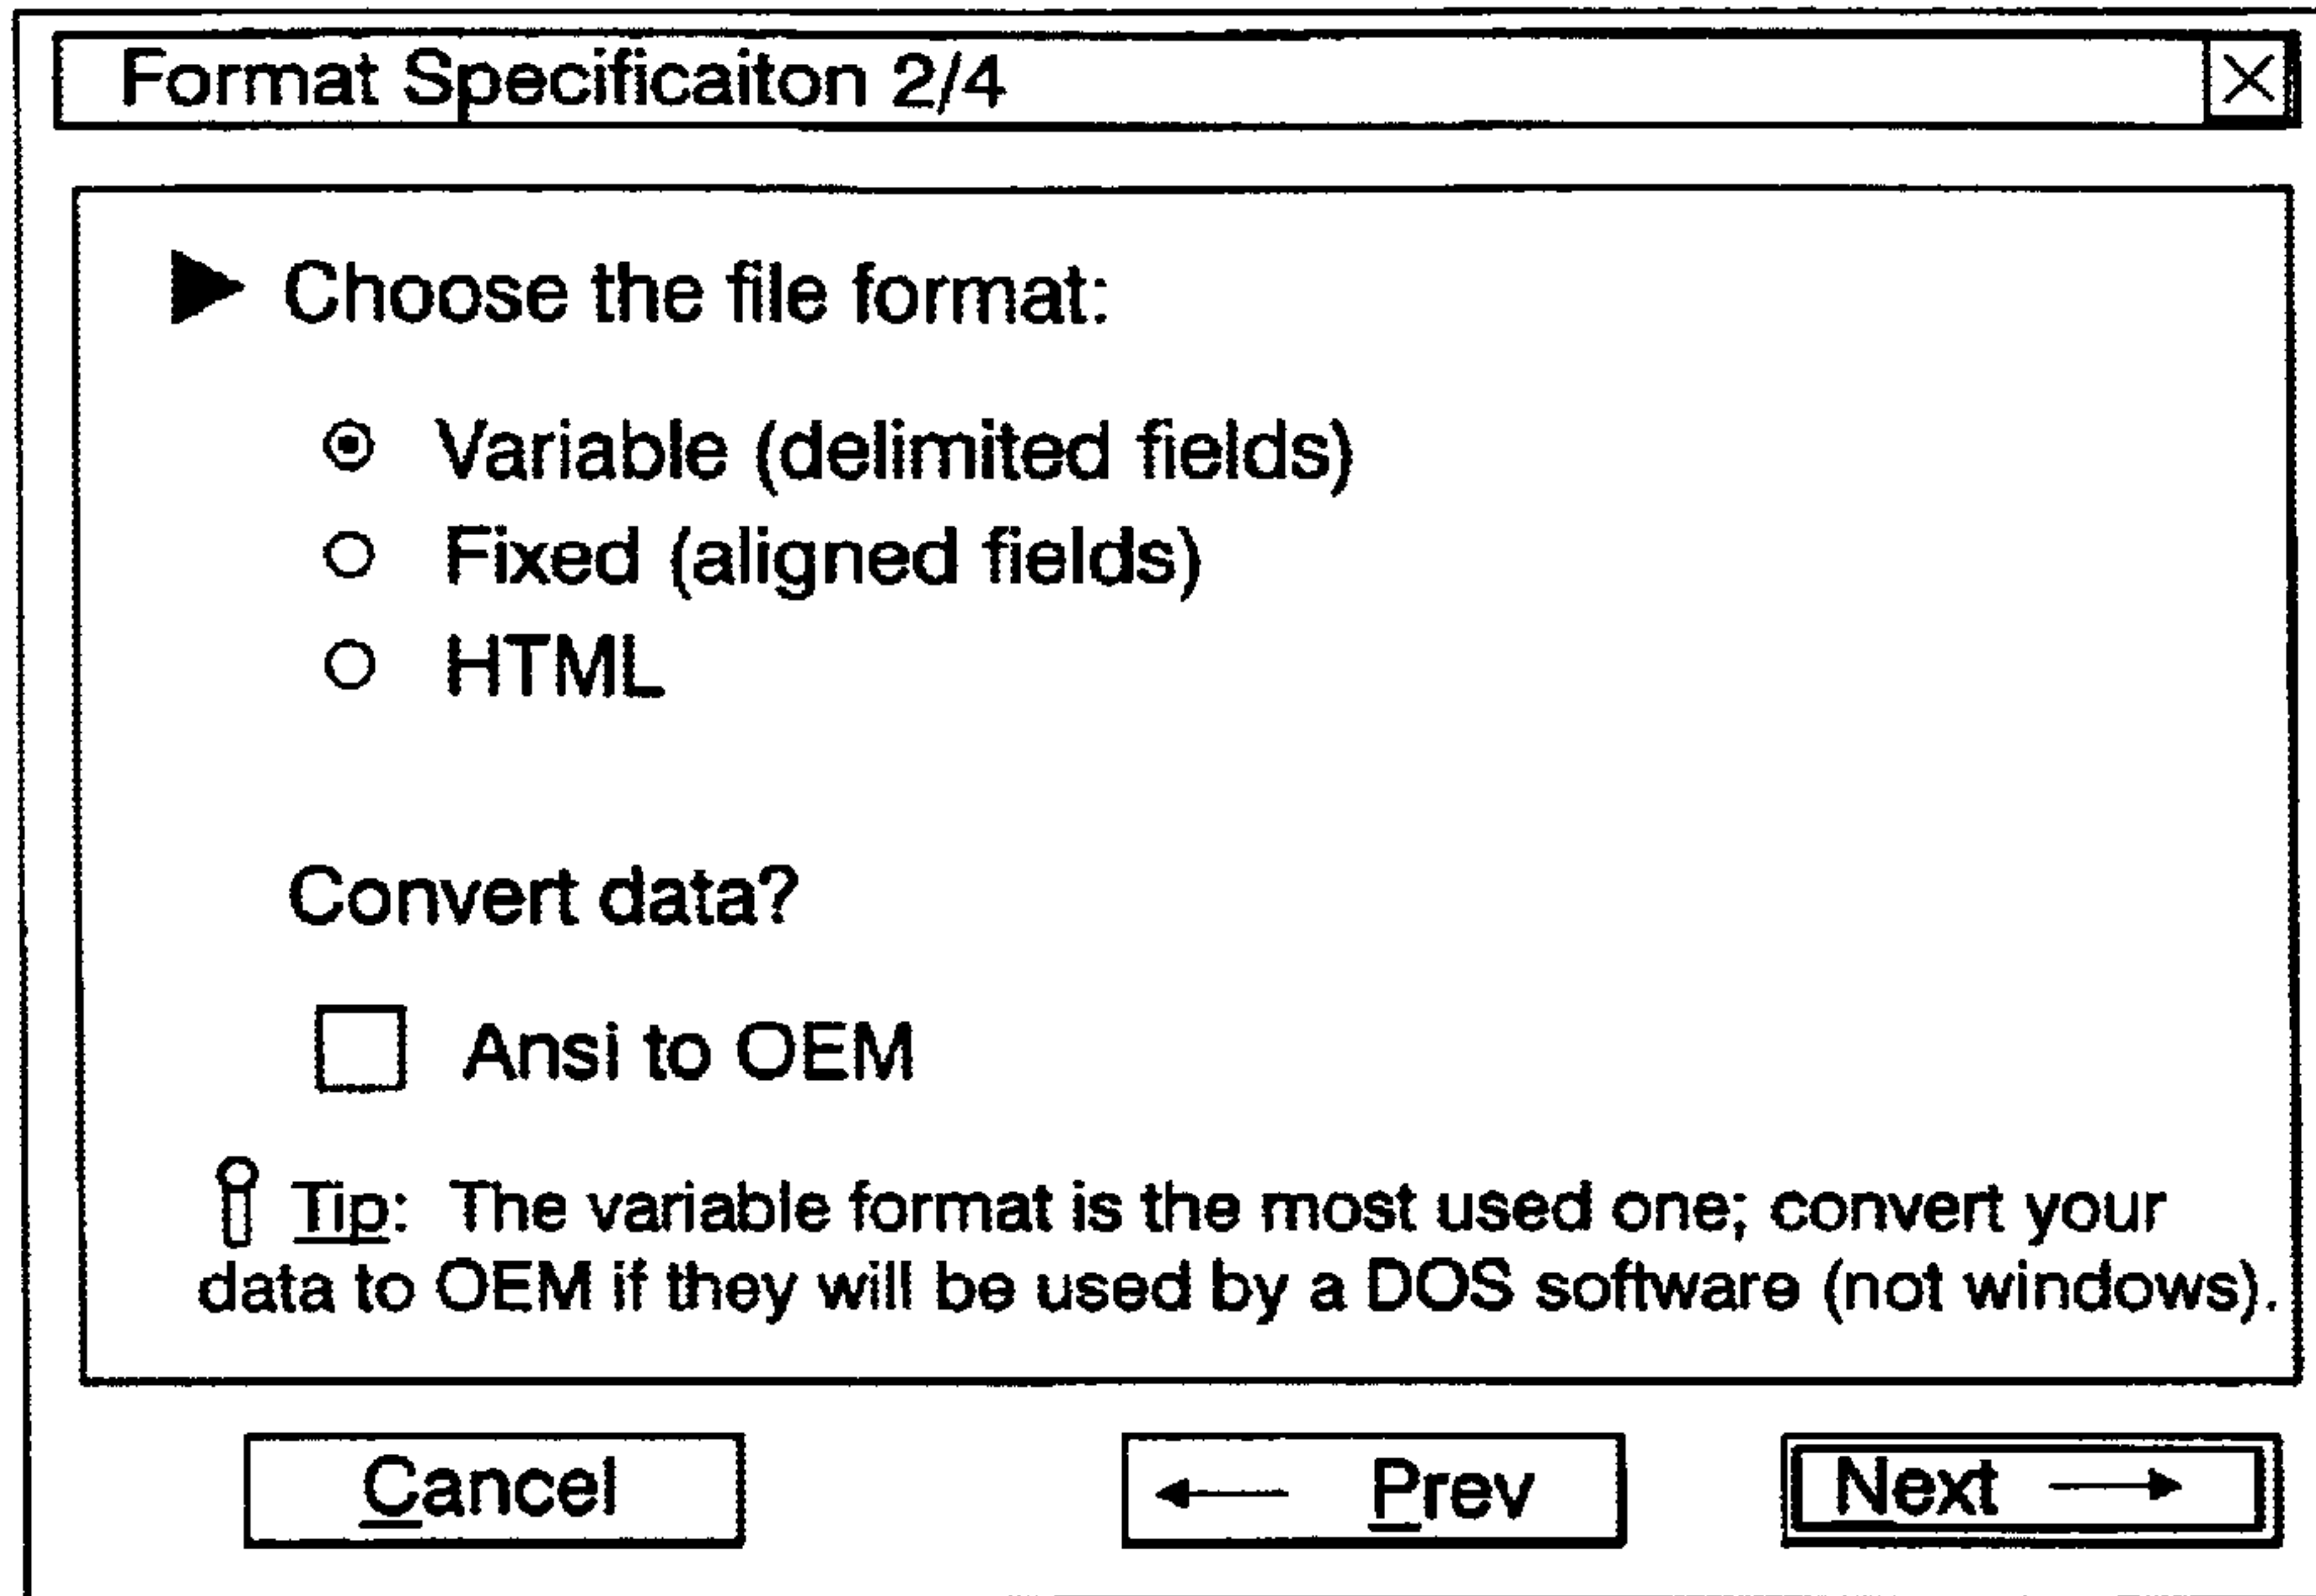 Format Specificaiton 2/4
Choose the file format:
Variable (delimited fields)
Fixed (aligned fields)
HTML
Convert data?
Ansi to OEM
Tip: The variable format is the most used one; convert your
data to OEM if they will be used by a DOS software (not windows).
Cancel
Prev
Next